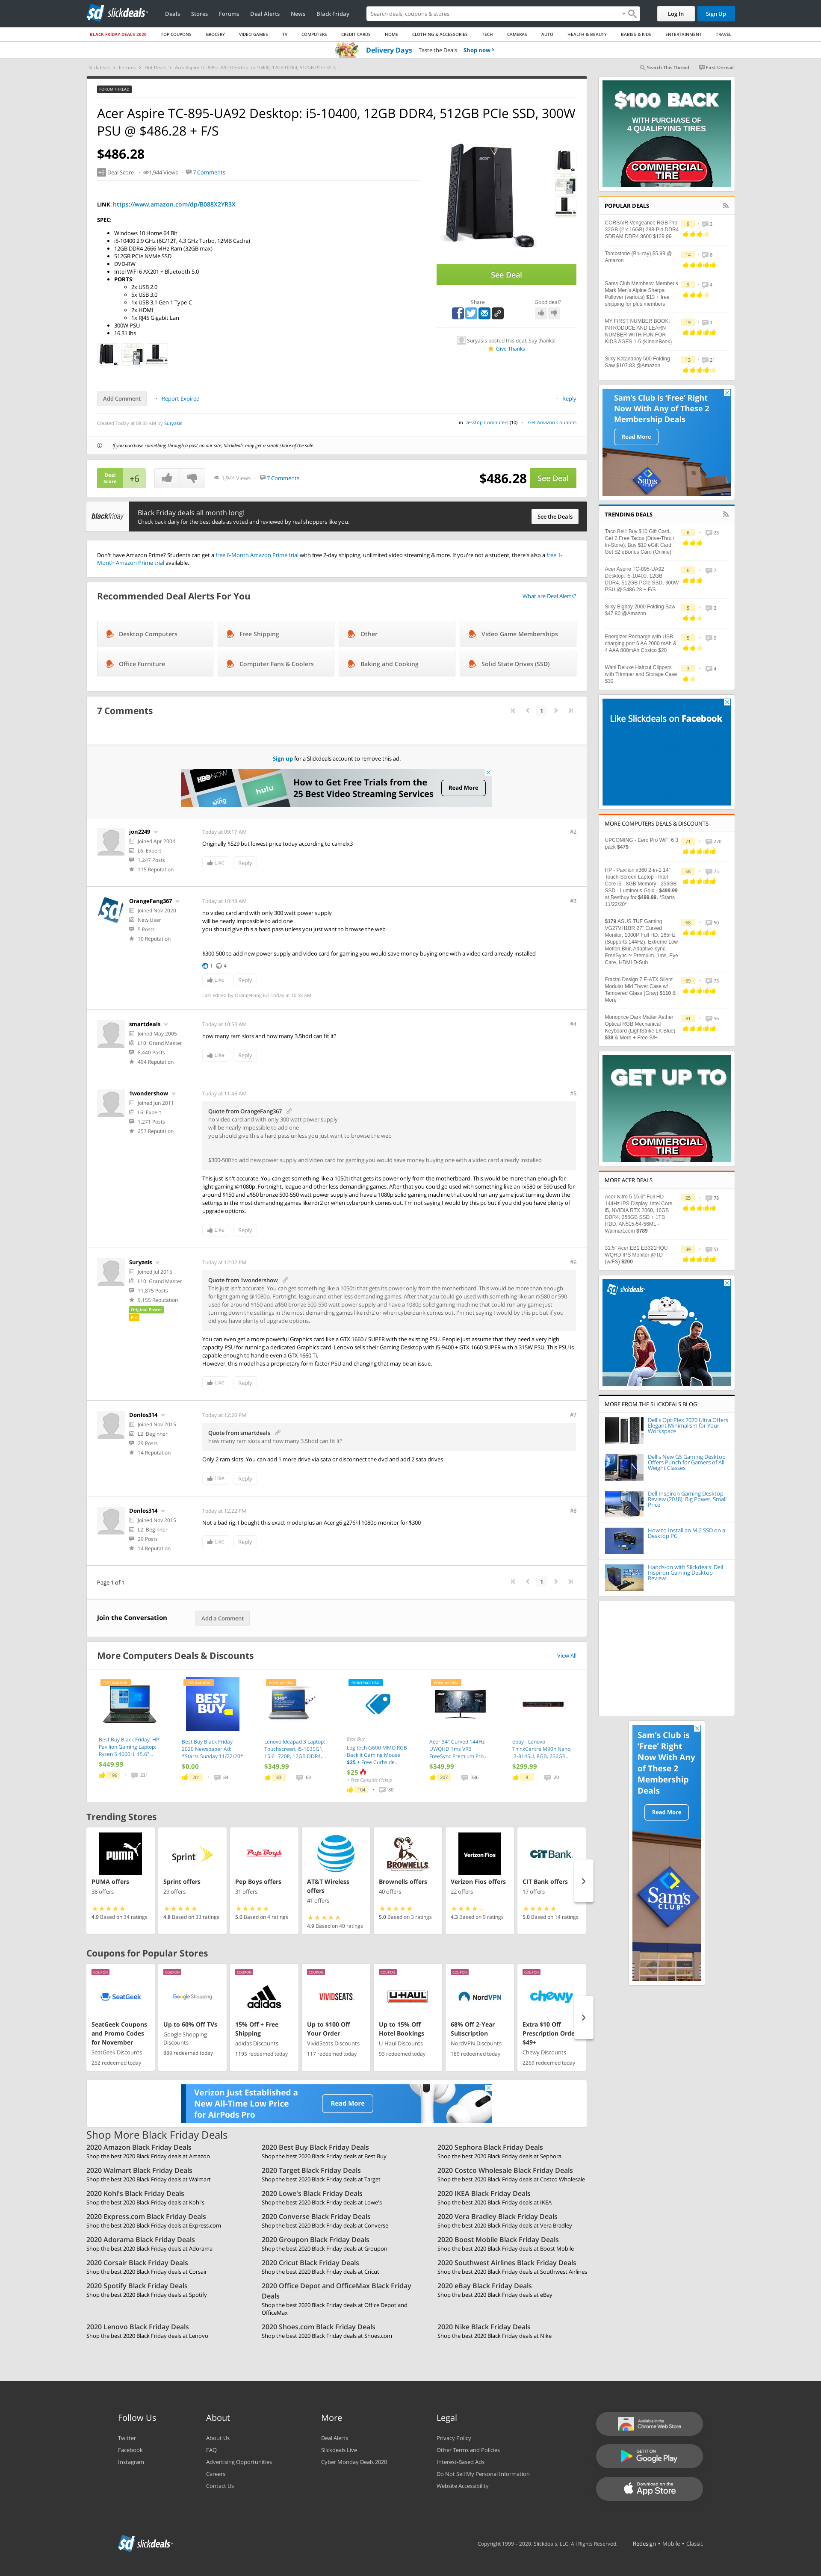 slickdeals
Deals Stores Forums Deal Alerts News Black Friday
Search deals, coupons & stores
Log In
Sign Up
BLACK FRIDAY DEALS 2020 TOP COUPONS GROCERY VIDEO GAMES TV COMPUTERS CREDIT CARDS HOME CLOTHING & ACCESSORIES TECH CAMERAS AUTO HEALTH & BEAUTY BABIES & KIDS ENTERTAINMENT TRAVEL
Delivery Days Taste the Deals Shop now
Slickdeals Forums Hot Deals
Search This Thread First Unread
FORUM THREAD
Acer Aspire TC-895-UA92 Desktop: i5-10400, 12GB DDR4, 512GB PCIe SSD, 300W
PSU @ $486.28 + F/S
$486.28
+6 Deal Score 1,944 Views 7 Comments
LINK: https://www.amazon.com/dp/B088X2YR3X
SPEC:
Windows 10 Home 64 Bit
i5-10400 2.9 GHz (6C/12T, 4.3 GHz Turbo, 12MB Cache)
12GB DDR4 2666 MHz Ram (32GB max)
512GB PCIe NVMe SSD
DVD-RW
Intel WiFi 6 AX201 + Bluetooth 5.0
PORTS:
2x USB 2.0
5x USB 3.0
1x USB 3.1 Gen 1 Type-C
2x HDMI
1x RJ45 Gigabit Lan
300W PSU
16.31 lbs
See Deal
Share
Good deal?
Suryasis posted this deal. Say thanks!
Give Thanks
Add Comment Report Expired Reply
Created Today at 08:33 AM by Suryasis
in Desktop Computers (10) Get Amazon Coupons
If you purchase something through a post on our site, Slickdeals may get a small share of the sale.
Deal
Score +6 1,944 Views 7 Comments $486.28 See Deal
blackfriday
Black Friday deals all month long!
Check back daily for the best deals as voted and reviewed by real shoppers like you.
See the Deals
Don't have Amazon Prime? Students can get a free 6-Month Amazon Prime trial with free 2-day shipping, unlimited video streaming & more. If you're not a student, there's also a free 1-
Month Amazon Prime trial available.
Recommended Deal Alerts For You
What are Deal Alerts?
Desktop Computers Free Shipping Other Video Game Memberships
Office Furniture Computer Fans & Coolers Baking and Cooking Solid State Drives (SSD)
7 Comments
1
Sign up for a Slickdeals account to remove this ad.
HBO NOW
sling
hulu
How to Get Free Trials from the
25 Best Video Streaming Services
Read More
jon2249
Joined Apr 2004
L6: Expert
1,247 Posts
115 Reputation
Today at 09:17 AM
#2
Originally $529 but lowest price today according to camelx3
Like Reply
OrangeFang367
Joined Nov 2020
New User
5 Posts
10 Reputation
Today at 10:48 AM
#3
no video card and with only 300 watt power supply
will be nearly impossible to add one
you should give this a hard pass unless you just want to browse the web
$300-500 to add new power supply and video card for gaming you would save money buying one with a video card already installed
1 4
Like Reply
Last edited by OrangeFang367 Today at 10:58 AM
smartdeals
Joined May 2005
L10: Grand Master
8,440 Posts
494 Reputation
Today at 10:53 AM
#4
how many ram slots and how many 3.5hdd can fit it?
Like Reply
1wondershow
Joined Jun 2011
L6: Expert
1,271 Posts
257 Reputation
Today at 11:46 AM
#5
Quote from OrangeFang367
no video card and with only 300 watt power supply
will be nearly impossible to add one
you should give this a hard pass unless you just want to browse the web
$300-500 to add new power supply and video card for gaming you would save money buying one with a video card already installed
This just isn't accurate. You can get something like a 1050ti that gets its power only from the motherboard. This would be more than enough for
light gaming @1080p. Fortnight, league and other less demanding games. After that you could go used with something like an rx580 or 590 used for
around $150 and add a $50 bronze 500-550 watt power supply and have a 1080p solid gaming machine that could run any game just turning down
the settings in the most demanding games like rdr2 or when cyberpunk comes out. I'm not saying I would by this pc but if you did you have plenty of
upgrade options.
Like Reply
Suryasis
Joined Jul 2015
L10: Grand Master
11,875 Posts
9,155 Reputation
Original Poster
Pro
Today at 12:02 PM
#6
Quote from 1wondershow
This just isn't accurate. You can get something like a 1050ti that gets its power only from the motherboard. This would be more than enough
for light gaming @1080p. Fortnight, league and other less demanding games. After that you could go used with something like an rx580 or 590
used for around $150 and a $50 bronze 500-550 watt power supply and have a 1080p solid gaming machine that could run any game just
turning down the settings in the most demanding games like rdr2 or when cyberpunk comes out. I'm not saying I would by this pc but if you
did you have plenty of upgrade options.
You can even get a more powerful Graphics card like a GTX 1660 / SUPER with the existing PSU. People just assume that they need a very high
capacity PSU for running a dedicated Graphics card. Lenovo sells their Gaming Desktop with i5-9400 + GTX 1660 SUPER with a 315W PSU. This PSU is
capable enough to handle even a GTX 1660 Ti.
However, this model has a proprietary form factor PSU and changing that may be an issue.
Like Reply
Donlos314
Joined Nov 2015
L2: Beginner
29 Posts
14 Reputation
Today at 12:20 PM
#7
Quote from smartdeals
how many ram slots and how many 3.5hdd can fit it?
Only 2 ram slots. You can add 1 more drive via sata or disconnect the dvd and add 2 sata drives
Like Reply
Donlos314
Joined Nov 2015
L2: Beginner
29 Posts
14 Reputation
Today at 12:22 PM
#8
Not a bad rig. I bought this exact model plus an Acer g6 g276hl 1080p monitor for $300
Like Reply
Page 1 of 1
1
Join the Conversation
Add a Comment
More Computers Deals & Discounts
View All
Best Buy Black Friday: HP
Pavilion Gaming Laptop:
Ryzen 5 4600H, 15.6"...
$449.99
196 231
Best Buy Black Friday
2020 Newspaper Ad:
*Starts Sunday 11/22/20*
$0.00
201 84
Lenovo Ideapad 3 Laptop:
Touchscreen, i5-1035G1,
15.6" 720P, 12GB DDR4,...
$349.99
83 63
Best Buy
Logitech G600 MMO RGB
Backlit Gaming Mouse
$25 + Free Curbside...
$25
+ Free Curbside Pickup
104 80
Acer 34" Curved 144Hz
UWQHD 1ms VRB
FreeSync Premium Pro...
$349.99
207 386
ebay - Lenovo
ThinkCentre M90n Nano,
i3-8145U, 8GB, 256GB...
$299.99
8 20
Trending Stores
PUMA offers
38 offers
4.9 Based on 34 ratings
Sprint offers
29 offers
4.8 Based on 33 ratings
Pep Boys offers
31 offers
5.0 Based on 4 ratings
AT&T Wireless
offers
41 offers
4.9 Based on 40 ratings
Brownells offers
40 offers
5.0 Based on 3 ratings
Verizon Fios offers
22 offers
4.3 Based on 9 ratings
CIT Bank offers
17 offers
5.0 Based on 14 ratings
Coupons for Popular Stores
SeatGeek Coupons
and Promo Codes
for November
SeatGeek Discounts
252 redeemed today
Up to 60% Off TVs
Google Shopping
Discounts
889 redeemed today
15% Off + Free
Shipping
adidas Discounts
1195 redeemed today
Up to $100 Off
Your Order
VividSeats Discounts
117 redeemed today
Up to 15% Off
Hotel Bookings
U-Haul Discounts
93 redeemed today
68% Off 2-Year
Subscription
NordVPN Discounts
189 redeemed today
Extra $10 Off
Prescription Orde
$49+
Chewy Discounts
2269 redeemed today
Verizon Just Established a
New All-Time Low Price
for AirPods Pro
Read More
Shop More Black Friday Deals
2020 Amazon Black Friday Deals
Shop the best 2020 Black Friday deals at Amazon
2020 Best Buy Black Friday Deals
Shop the best 2020 Black Friday deals at Best Buy
2020 Sephora Black Friday Deals
Shop the best 2020 Black Friday deals at Sephora
2020 Walmart Black Friday Deals
Shop the best 2020 Black Friday deals at Walmart
2020 Target Black Friday Deals
Shop the best 2020 Black Friday deals at Target
2020 Costco Wholesale Black Friday Deals
Shop the best 2020 Black Friday deals at Costco Wholesale
2020 Kohl's Black Friday Deals
Shop the best 2020 Black Friday deals at Kohl's
2020 Lowe's Black Friday Deals
Shop the best 2020 Black Friday deals at Lowe's
2020 IKEA Black Friday Deals
Shop the best 2020 Black Friday deals at IKEA
2020 Express.com Black Friday Deals
Shop the best 2020 Black Friday deals at Express.com
2020 Converse Black Friday Deals
Shop the best 2020 Black Friday deals at Converse
2020 Vera Bradley Black Friday Deals
Shop the best 2020 Black Friday deals at Vera Bradley
2020 Adorama Black Friday Deals
Shop the best 2020 Black Friday deals at Adorama
2020 Groupon Black Friday Deals
Shop the best 2020 Black Friday deals at Groupon
2020 Boost Mobile Black Friday Deals
Shop the best 2020 Black Friday deals at Boost Mobile
2020 Corsair Black Friday Deals
Shop the best 2020 Black Friday deals at Corsair
2020 Cricut Black Friday Deals
Shop the best 2020 Black Friday deals at Cricut
2020 Southwest Airlines Black Friday Deals
Shop the best 2020 Black Friday deals at Southwest Airlines
2020 Spotify Black Friday Deals
Shop the best 2020 Black Friday deals at Spotify
2020 Office Depot and OfficeMax Black Friday
Deals
Shop the best 2020 Black Friday deals at Office Depot and
OfficeMax
2020 eBay Black Friday Deals
Shop the best 2020 Black Friday deals at eBay
2020 Lenovo Black Friday Deals
Shop the best 2020 Black Friday deals at Lenovo
2020 Shoes.com Black Friday Deals
Shop the best 2020 Black Friday deals at Shoes.com
2020 Nike Black Friday Deals
Shop the best 2020 Black Friday deals at Nike
$100 BACK
WITH PURCHASE OF
4 QUALIFYING TIRES
COMMERCIAL
TIRE
POPULAR DEALS
CORSAIR Vengeance RGB Pro
32GB (2 x 16GB) 288-Pin DDR4
SDRAM DDR4 3600 $129.99
9 3
Tombstone (Blu-ray) $5.99 @
Amazon
14 8
Sams Club Members: Member's
Mark Men's Alpine Sherpa
Pullover (various) $13 + free
shipping for plus members
5 4
MY FIRST NUMBER BOOK:
INTRODUCE AND LEARN
NUMBER WITH FUN FOR
KIDS AGES 1-5 (KindleBook)
19 1
Silky Katanaboy 500 Folding
Saw $107.83 @Amazon
13 21
Sam's Club is 'Free' Right
Now With Any of These 2
Membership Deals
Read More
TRENDING DEALS
Taco Bell: Buy $10 Gift Card,
Get 2 Free Tacos (Drive-Thru /
In-Store); Buy $10 eGift Card,
Get $2 eBonus Card (Online)
6 23
Acer Aspire TC-895-UA92
Desktop: i5-10400, 12GB
DDR4, 512GB PCIe SSD, 300W
PSU @ $486.28 + F/S
6 7
Silky Bigboy 2000 Folding Saw
$47.80 @Amazon
5 3
Energizer Recharge with USB
charging port 6 AA 2000 mAh &
4 AAA 800mAh Costco $20
5 9
Wahl Deluxe Haircut Clippers
with Trimmer and Storage Case
$30
3 4
Like Slickdeals on Facebook
MORE COMPUTERS DEALS & DISCOUNTS
UPCOMING - Eero Pro WiFi 6 3
pack $479
71 270
HP - Pavilion x360 2-in-1 14"
Touch-Screen Laptop - Intel
Core i5 - 8GB Memory - 256GB
SSD - Luminous Gold - $499.99
at Bestbuy for $499.99. *Starts
11/22/20*
68 75
$179 ASUS TUF Gaming
VG27VH1BR 27" Curved
Monitor, 1080P Full HD, 165Hz
(Supports 144Hz), Extreme Low
Motion Blur, Adaptive-sync,
FreeSync™ Premium, 1ms, Eye
Care, HDMI D-Sub
68 50
Fractal Design 7 E-ATX Silent
Modular Mid Tower Case w/
Tempered Glass (Gray) $110 &
More
69 73
Monoprice Dark Matter Aether
Optical RGB Mechanical
Keyboard (LightStrike LK Blue)
$38 & More + Free S/H
81 56
GET UP TO
COMMERCIAL
TIRE
MORE ACER DEALS
Acer Nitro 5 15.6" Full HD
144Hz IPS Display, Intel Core
i5, NVIDIA RTX 2060, 16GB
DDR4, 256GB SSD + 1TB
HDD, AN515-54-56ML -
Walmart.com $789
65 78
31.5" Acer EB1 EB321HQU
WQHD IPS Monitor @TD
(w/FS) $200
39 51
slickdeals
MORE FROM THE SLICKDEALS BLOG
Dell's OptiPlex 7070 Ultra Offers
Elegant Minimalism for Your
Workspace
Dell's New G5 Gaming Desktop
Offers Punch for Gamers of All
Weight Classes
Dell Inspiron Gaming Desktop
Review (2018): Big Power, Small
Price
How to Install an M.2 SSD on a
Desktop PC
Hands-on with Slickdeals: Dell
Inspiron Gaming Desktop
Review
Sam's Club is
'Free' Right
Now With Any
of These 2
Membership
Deals
Read More
Sam's
CLUB
Follow Us
Twitter
Facebook
Instagram
About
About Us
FAQ
Advertising Opportunities
Careers
Contact Us
More
Deal Alerts
Slickdeals Live
Cyber Monday Deals 2020
Legal
Privacy Policy
Other Terms and Policies
Interest-Based Ads
Do Not Sell My Personal Information
Website Accessibility
Available in the
Chrome Web Store
GET IT ON
Google Play
Download on the
App Store
slickdeals
Copyright 1999 - 2020. Slickdeals, LLC. All Rights Reserved. Redesign • Mobile • Classic